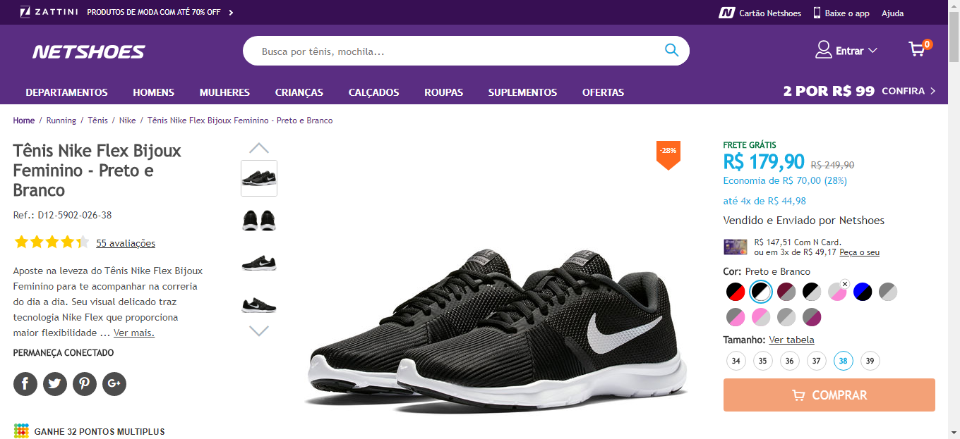 ZATTINI PRODUTOS DE MODA COM ATÉ 70% OFF
Cartão Netshoes Baixe o app Ajuda
NETSHOES
Busca por tênis, mochila...
Entrar
0
DEPARTAMENTOS HOMENS MULHERES CRIANÇAS CALÇADOS ROUPAS SUPLEMENTOS OFERTAS
2 POR R$ 99 CONFIRA
Home / Running / Tênis / Nike / Tênis Nike Flex Bijoux Feminino - Preto e Branco
Tênis Nike Flex Bijoux
Feminino - Preto e
Branco
Ref.: D12-5902-026-38
55 avaliações
Aposte na leveza do Tênis Nike Flex Bijoux
Feminino para te acompanhar na correria
do dia a dia. Seu visual delicado traz
tecnologia Nike Flex que proporciona
maior flexibilidade ... Ver mais.
PERMANEÇA CONECTADO
GANHE 32 PONTOS MULTIPLUS
-28%
FRETE GRÁTIS
R$ 179,90 R$ 249,90
Economia de R$ 70,00 (28%)
até 4x de R$ 44,98
Vendido e Enviado por Netshoes
R$ 147,51 Com N Card.
ou em 3x de R$ 49,17 Peça o seu
Cor: Preto e Branco
Tamanho: Ver tabela
34 35 36 37 38 39
COMPRAR